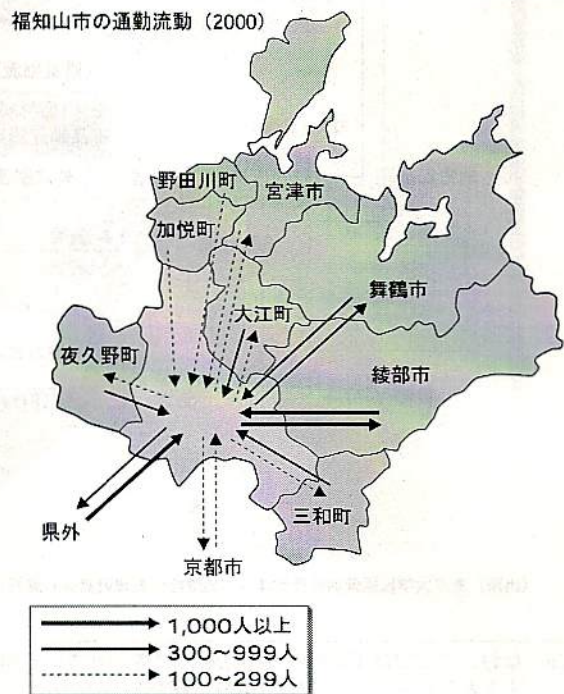 福知山市の通勤流動（2000）
野田川町
宮津市
加悦町
舞鶴市
大江町
夜久野町
綾部市
三和町
県外
京都市
1,000人以上
300〜999人
100〜299人